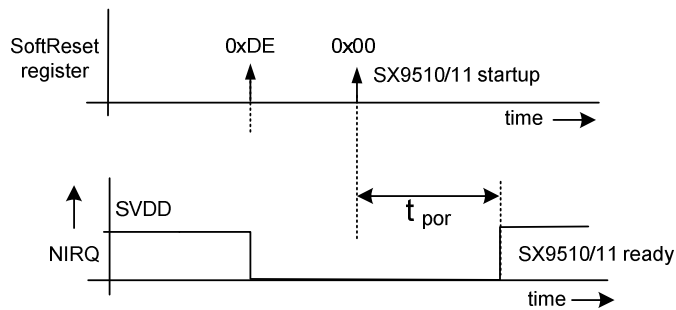 SoftReset
register
0xDE
0x00
SX9510/11 startup
time
SVDD
t por
NIRQ
SX9510/11 ready
time